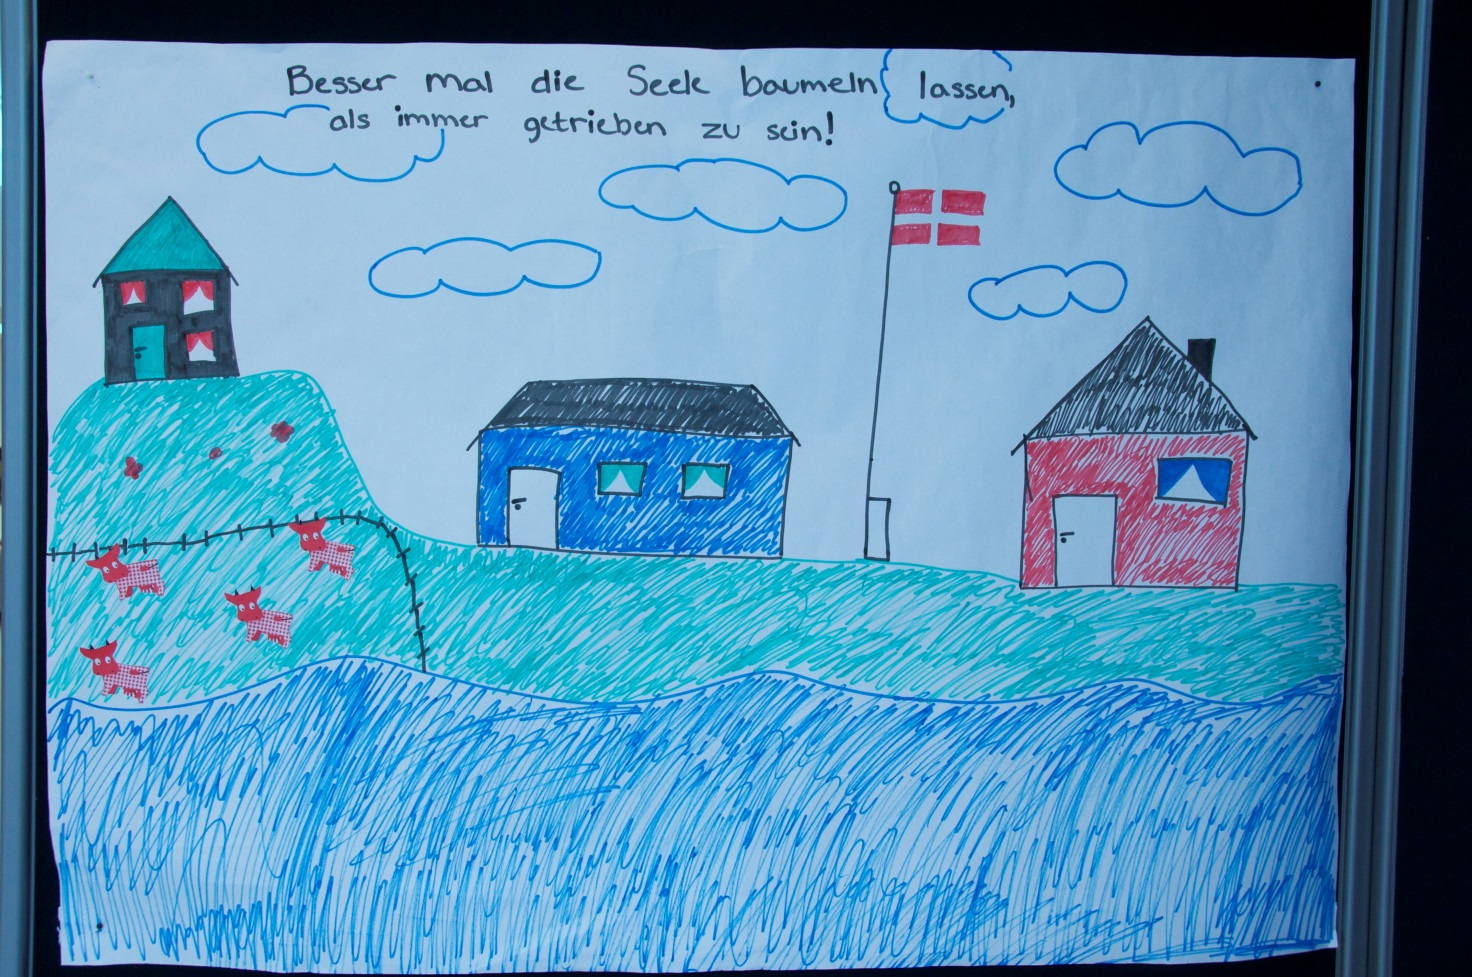 Besser mal die Seele baumeln lassen,
als immer getrieben zu sein!